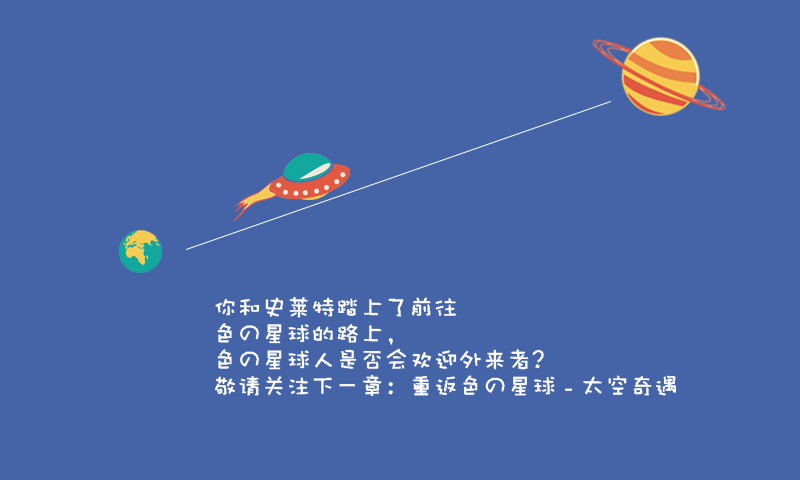 你和史莱特踏上了前往
色の星球的路上，
色の星球人是否会欢迎外来者？
敬请关注下一章：重返色の星球 - 太空奇遇